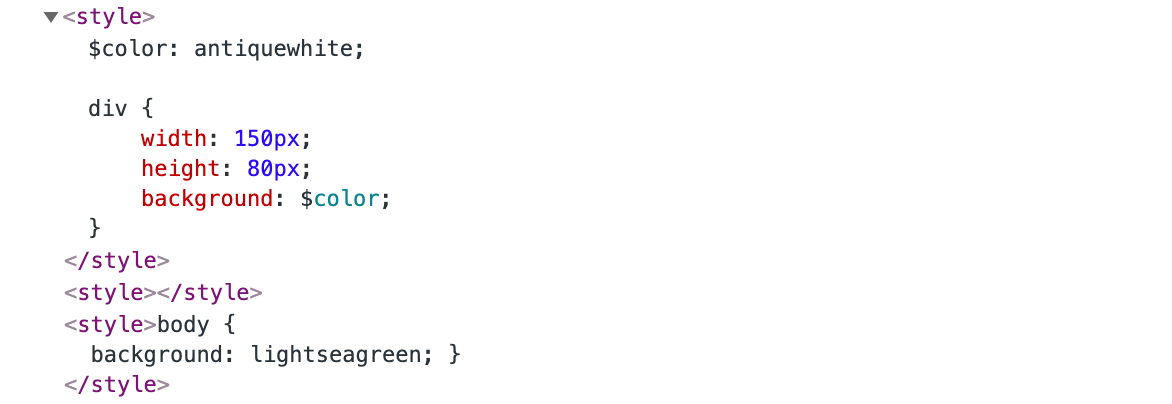 <style>
$color: antiquewhite;
div {
width: 150px;
height: 80px;
background: $color;
}
</style>
<style></style>
<style>body {
background: lightseagreen; }
</style>